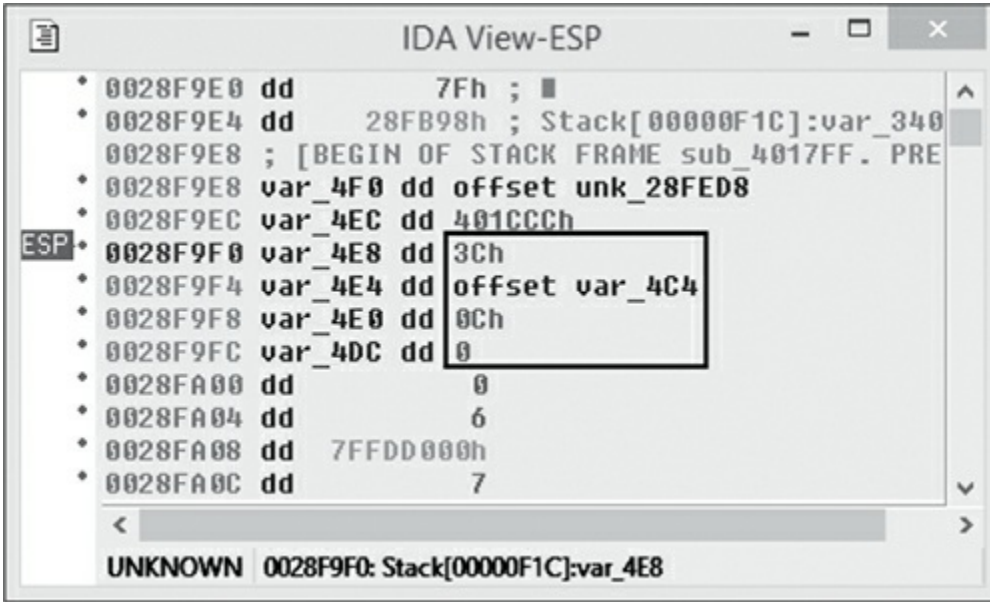 IDA View-ESP
0028F9E0 dd 7Fh ; ■
0028F9E4 dd 28FB98h ; Stack[00000F1C]:var_340
0028F9E8 ; [BEGIN OF STACK FRAME sub_4017FF. PRE
0028F9E8 var_4F0 dd offset unk_28FED8
0028F9EC var_4EC dd 401CCCh
ESP 0028F9F0 var_4E8 dd 3Ch
0028F9F4 var_4E4 dd offset var_4C4
0028F9F8 var_4E0 dd 0Ch
0028F9FC var_4DC dd 0
0028FA00 dd 0
0028FA04 dd 6
0028FA08 dd 7FFDD000h
0028FA0C dd 7
UNKNOWN 0028F9F0: Stack[00000F1C]:var_4E8